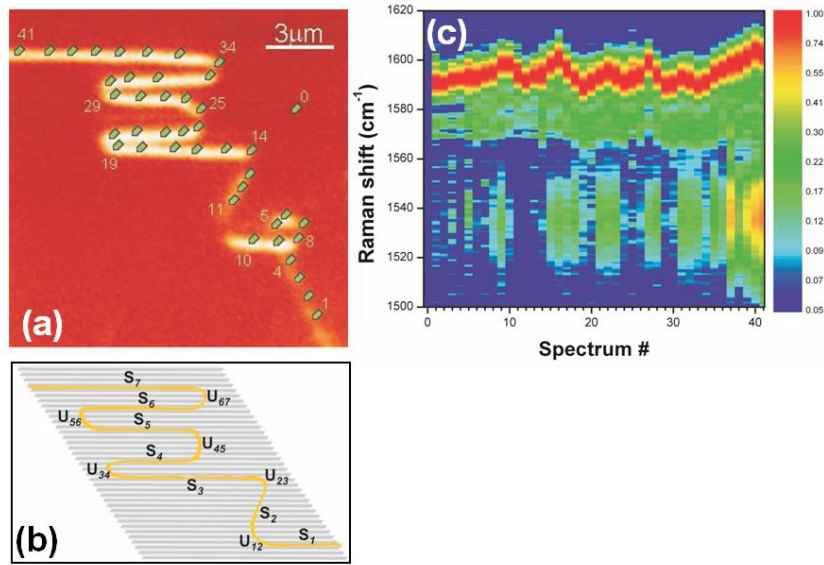 41
34
3μm
29
25
0
19
14
11
5
8
10
4
1
(a)
S7
S6
U67
U56
S5
U45
S4
U34
S3
U23
S2
U12
S1
(b)
(c)
Raman shift (cm-1)
1620
1600
1580
1560
1540
1520
1500
0 10 20 30 40
Spectrum #
1.00
0.74
0.55
0.41
0.30
0.22
0.17
0.12
0.09
0.07
0.05